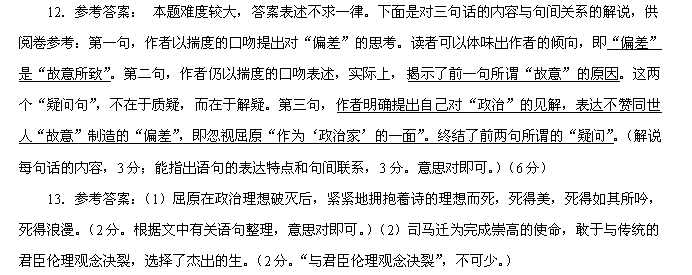 12. 参考答案： 本题难度较大，答案表述不求一律。下面是对三句话的内容与句间关系的解说，供
阅卷参考：第一句，作者以揣度的口吻提出对“偏差”的思考。读者可以体味出作者的倾向，即“偏差”
是“故意所致”。第二句，作者仍以揣度的口吻表述，实际上，揭示了前一句所谓“故意”的原因。这两
个“疑问句”，不在于质疑，而在于解疑。第三句，作者明确提出自己对“政治”的见解，表达不赞同世
人“故意”制造的“偏差”，即忽视屈原“作为‘政治家’的一面”。终结了前两句所谓的“疑问”。（解说
每句话的内容，3分；能指出语句的表达特点和句间联系，3分。意思对即可。）（6分）
13. 参考答案：（1）屈原在政治理想破灭后，紧紧地拥抱着诗的理想而死，死得美，死得如其所吟，
死得浪漫。（2分。根据文中有关语句整理，意思对即可。）（2）司马迁为完成崇高的使命，敢于与传统的
君臣伦理观念决裂，选择了杰出的生。（2分。“与君臣伦理观念决裂”，不可少。）